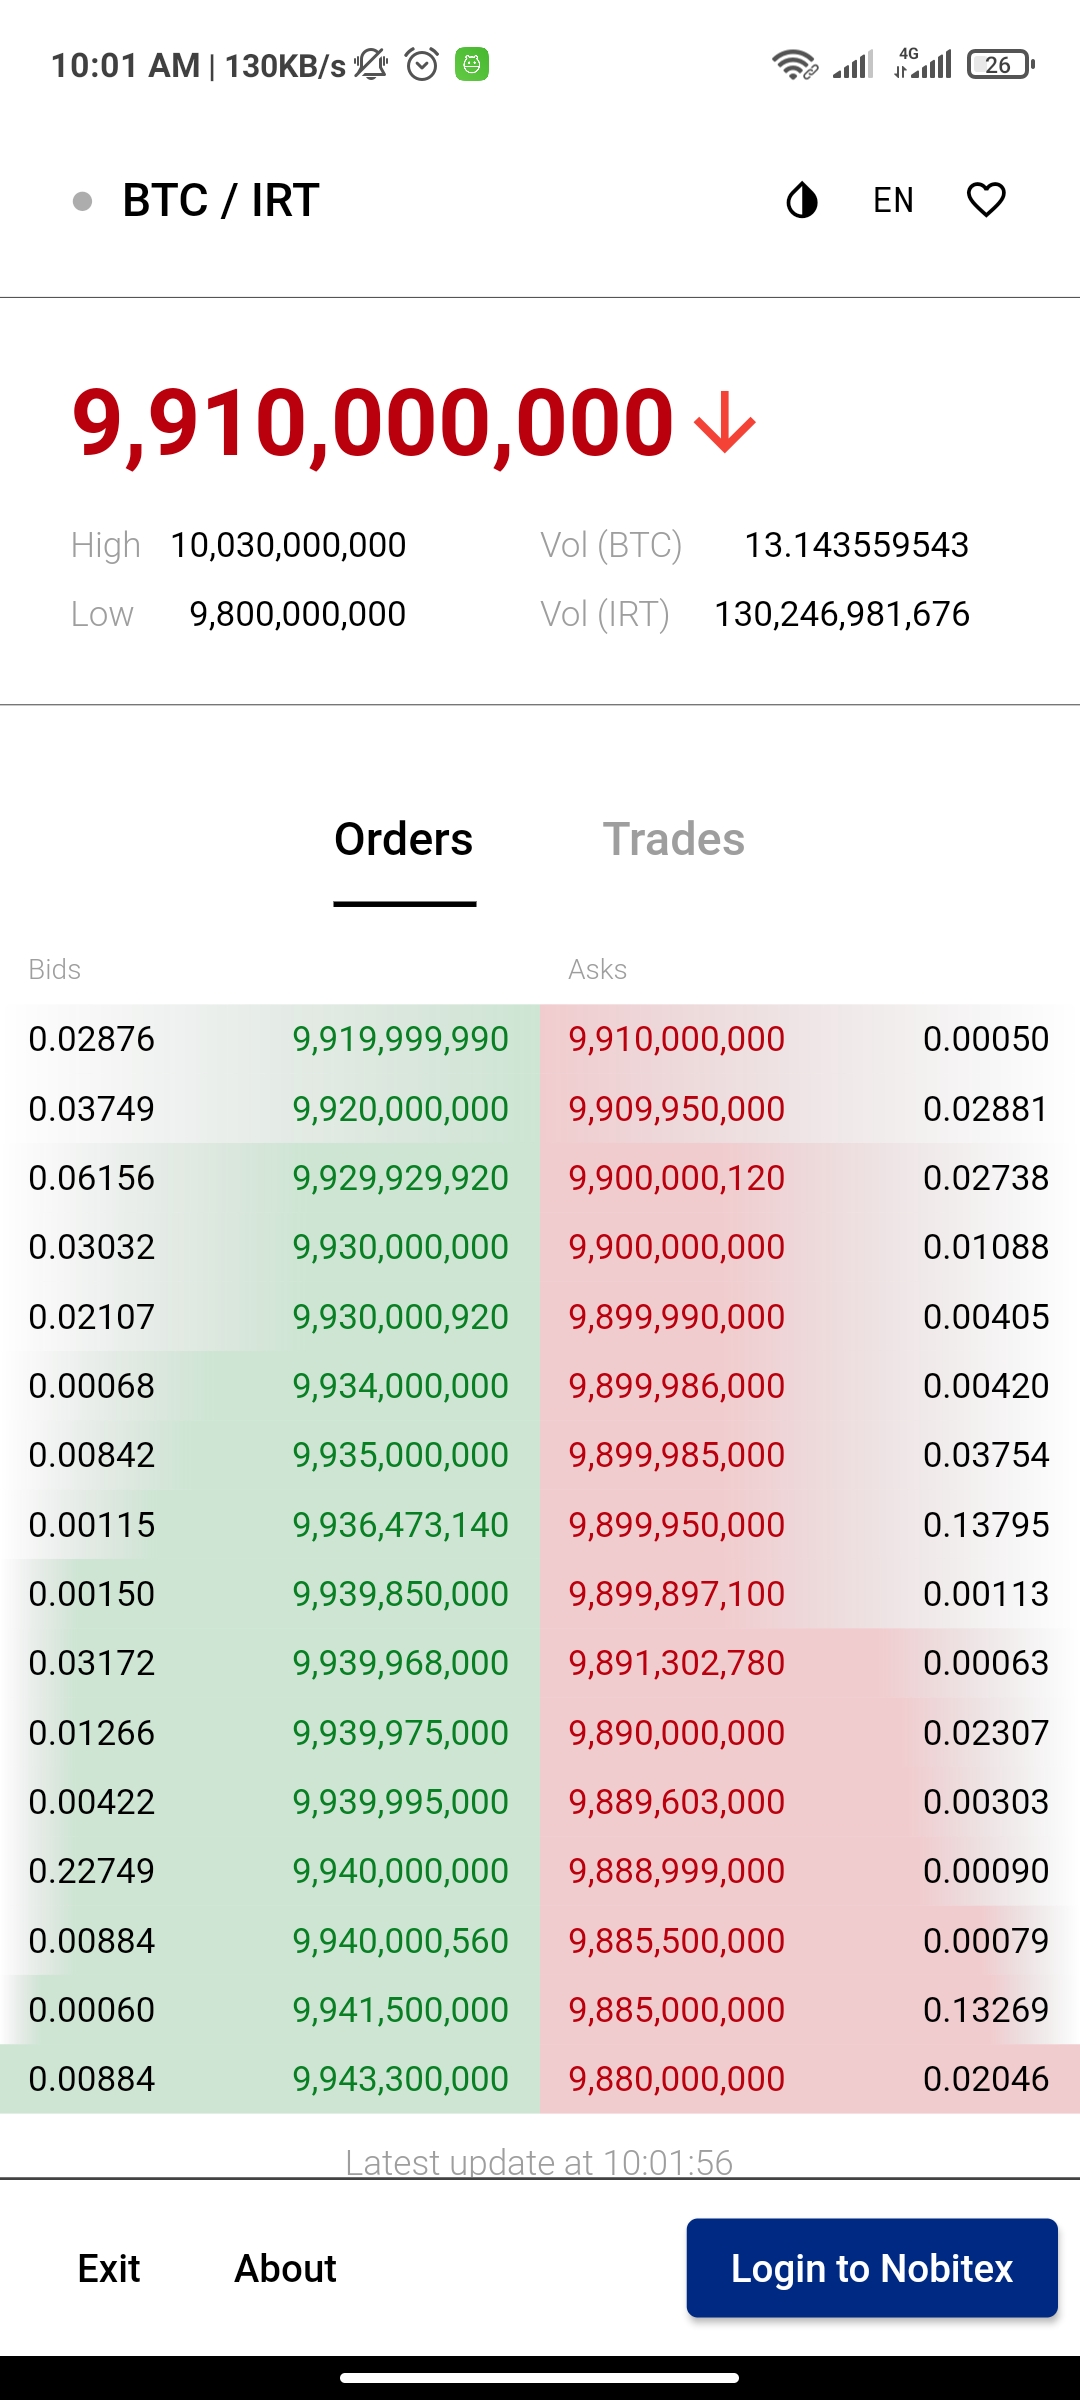 10:01 AM | 130KB/s 4G 26
BTC / IRT EN
9,910,000,000
High 10,030,000,000 Vol (BTC) 13.143559543
Low 9,800,000,000 Vol (IRT) 130,246,981,676
Orders Trades
Bids Asks
0.02876 9,919,999,990 9,910,000,000 0.00050
0.03749 9,920,000,000 9,909,950,000 0.02881
0.06156 9,929,929,920 9,900,000,120 0.02738
0.03032 9,930,000,000 9,900,000,000 0.01088
0.02107 9,930,000,920 9,899,990,000 0.00405
0.00068 9,934,000,000 9,899,986,000 0.00420
0.00842 9,935,000,000 9,899,985,000 0.03754
0.00115 9,936,473,140 9,899,950,000 0.13795
0.00150 9,939,850,000 9,899,897,100 0.00113
0.03172 9,939,968,000 9,891,302,780 0.00063
0.01266 9,939,975,000 9,890,000,000 0.02307
0.00422 9,939,995,000 9,889,603,000 0.00303
0.22749 9,940,000,000 9,888,999,000 0.00090
0.00884 9,940,000,560 9,885,500,000 0.00079
0.00060 9,941,500,000 9,885,000,000 0.13269
0.00884 9,943,300,000 9,880,000,000 0.02046
Latest update at 10:01:56
Exit About Login to Nobitex